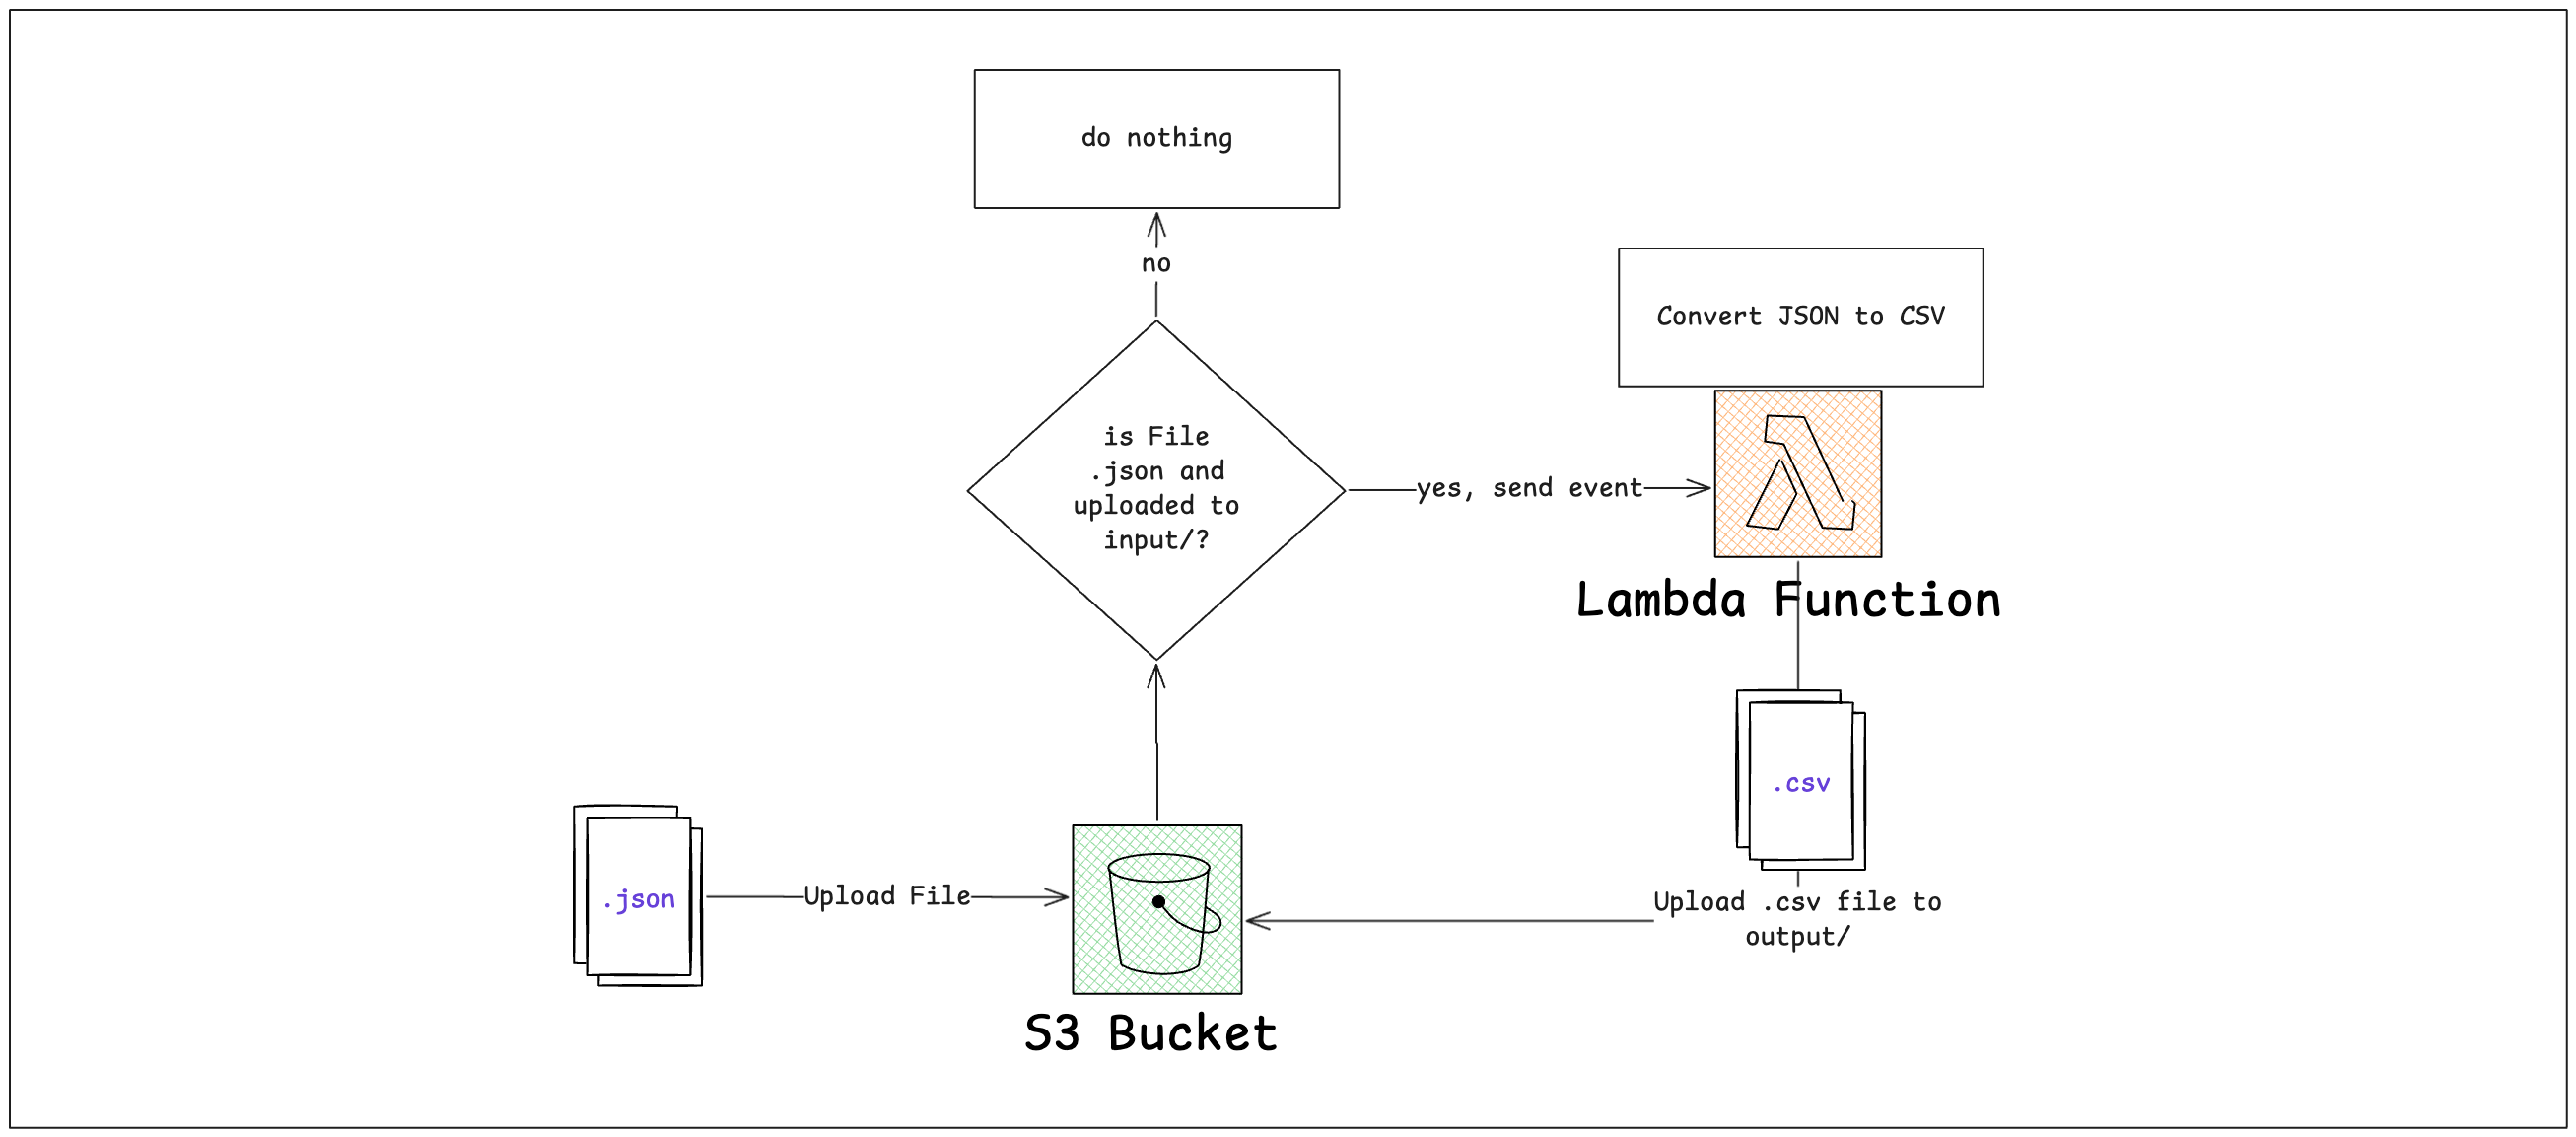 do nothing
no
Convert JSON to CSV
is File
.json and
uploaded to
input/?
yes, send event
Lambda Function
.csv
.json
Upload File
Upload .csv file to
output/
S3 Bucket